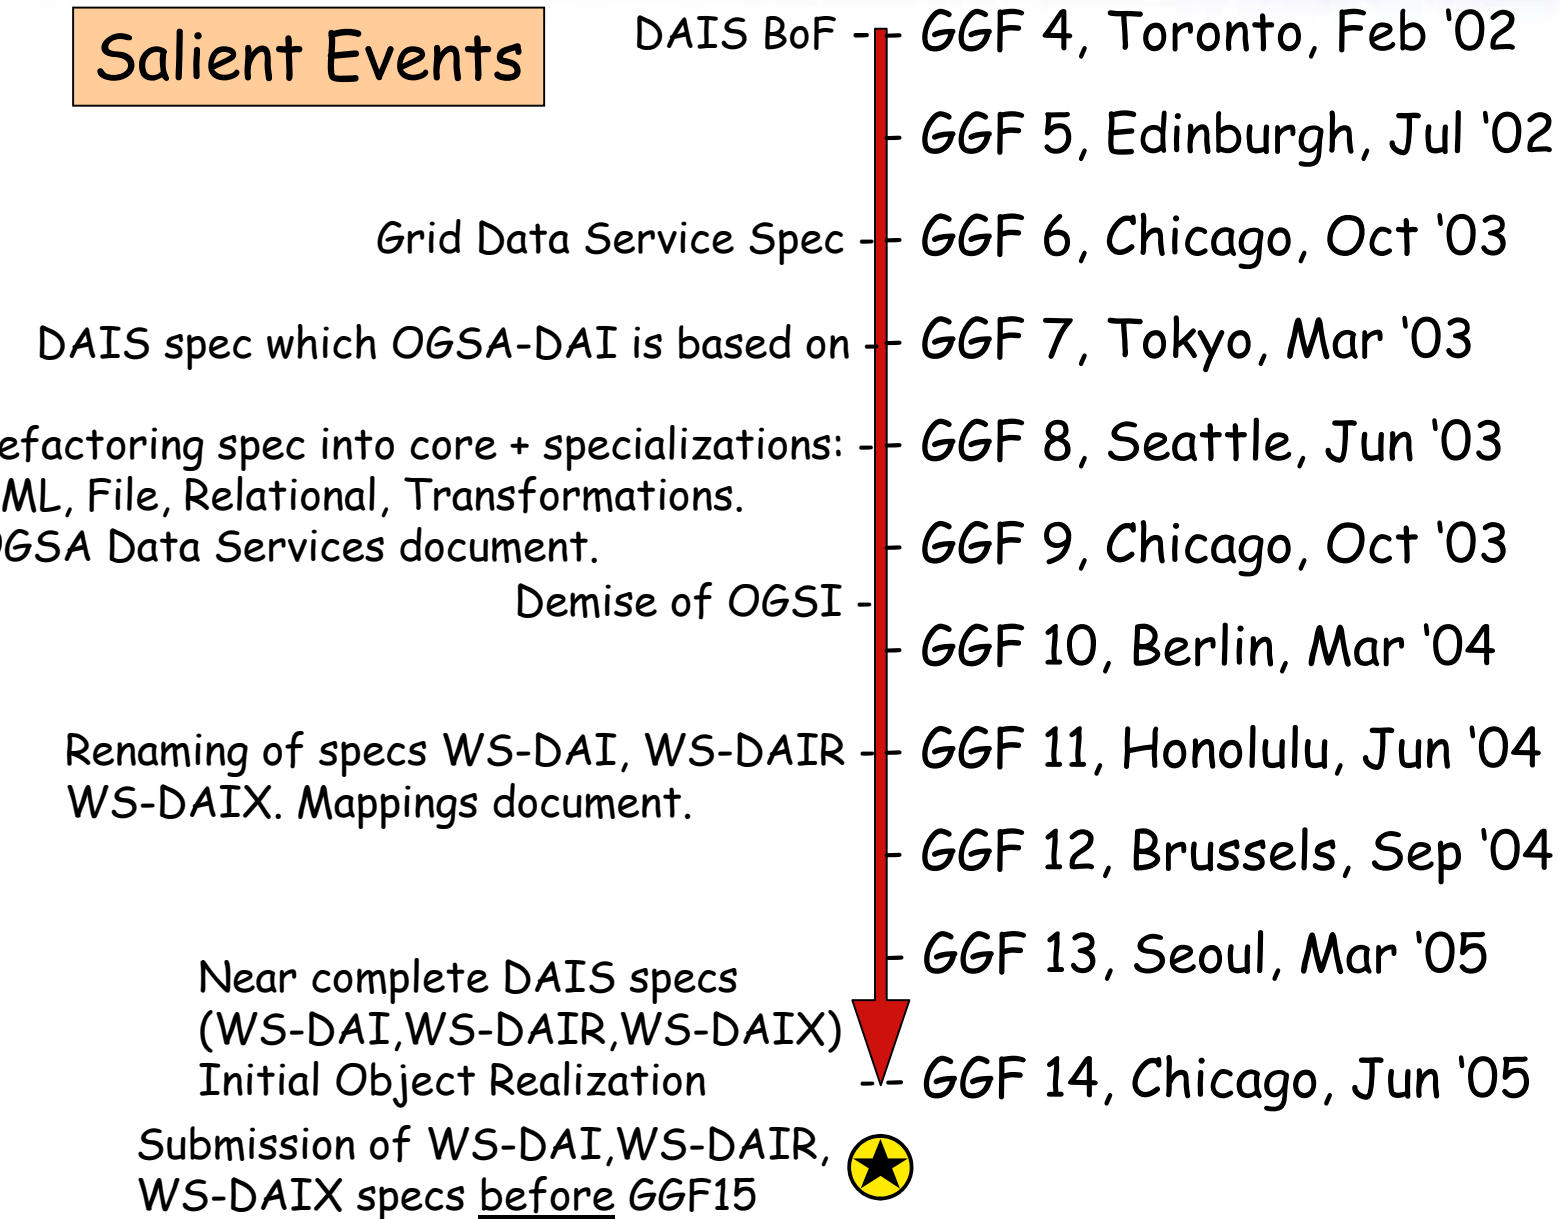 Salient Events
DAIS BoF - - GGF 4, Toronto, Feb '02
- GGF 5, Edinburgh, Jul '02
Grid Data Service Spec - - GGF 6, Chicago, Oct '03
DAIS spec which OGSA-DAI is based on - - GGF 7, Tokyo, Mar '03
efactoring spec into core + specializations: - - GGF 8, Seattle, Jun '03
ML, File, Relational, Transformations.
GSA Data Services document.
- GGF 9, Chicago, Oct '03
Demise of OGSI -
- GGF 10, Berlin, Mar '04
Renaming of specs WS-DAI, WS-DAIR - - GGF 11, Honolulu, Jun '04
WS-DAIX. Mappings document.
- GGF 12, Brussels, Sep '04
- GGF 13, Seoul, Mar '05
Near complete DAIS specs
(WS-DAI,WS-DAIR,WS-DAIX)
Initial Object Realization - - GGF 14, Chicago, Jun '05
Submission of WS-DAI,WS-DAIR,
WS-DAIX specs before GGF15